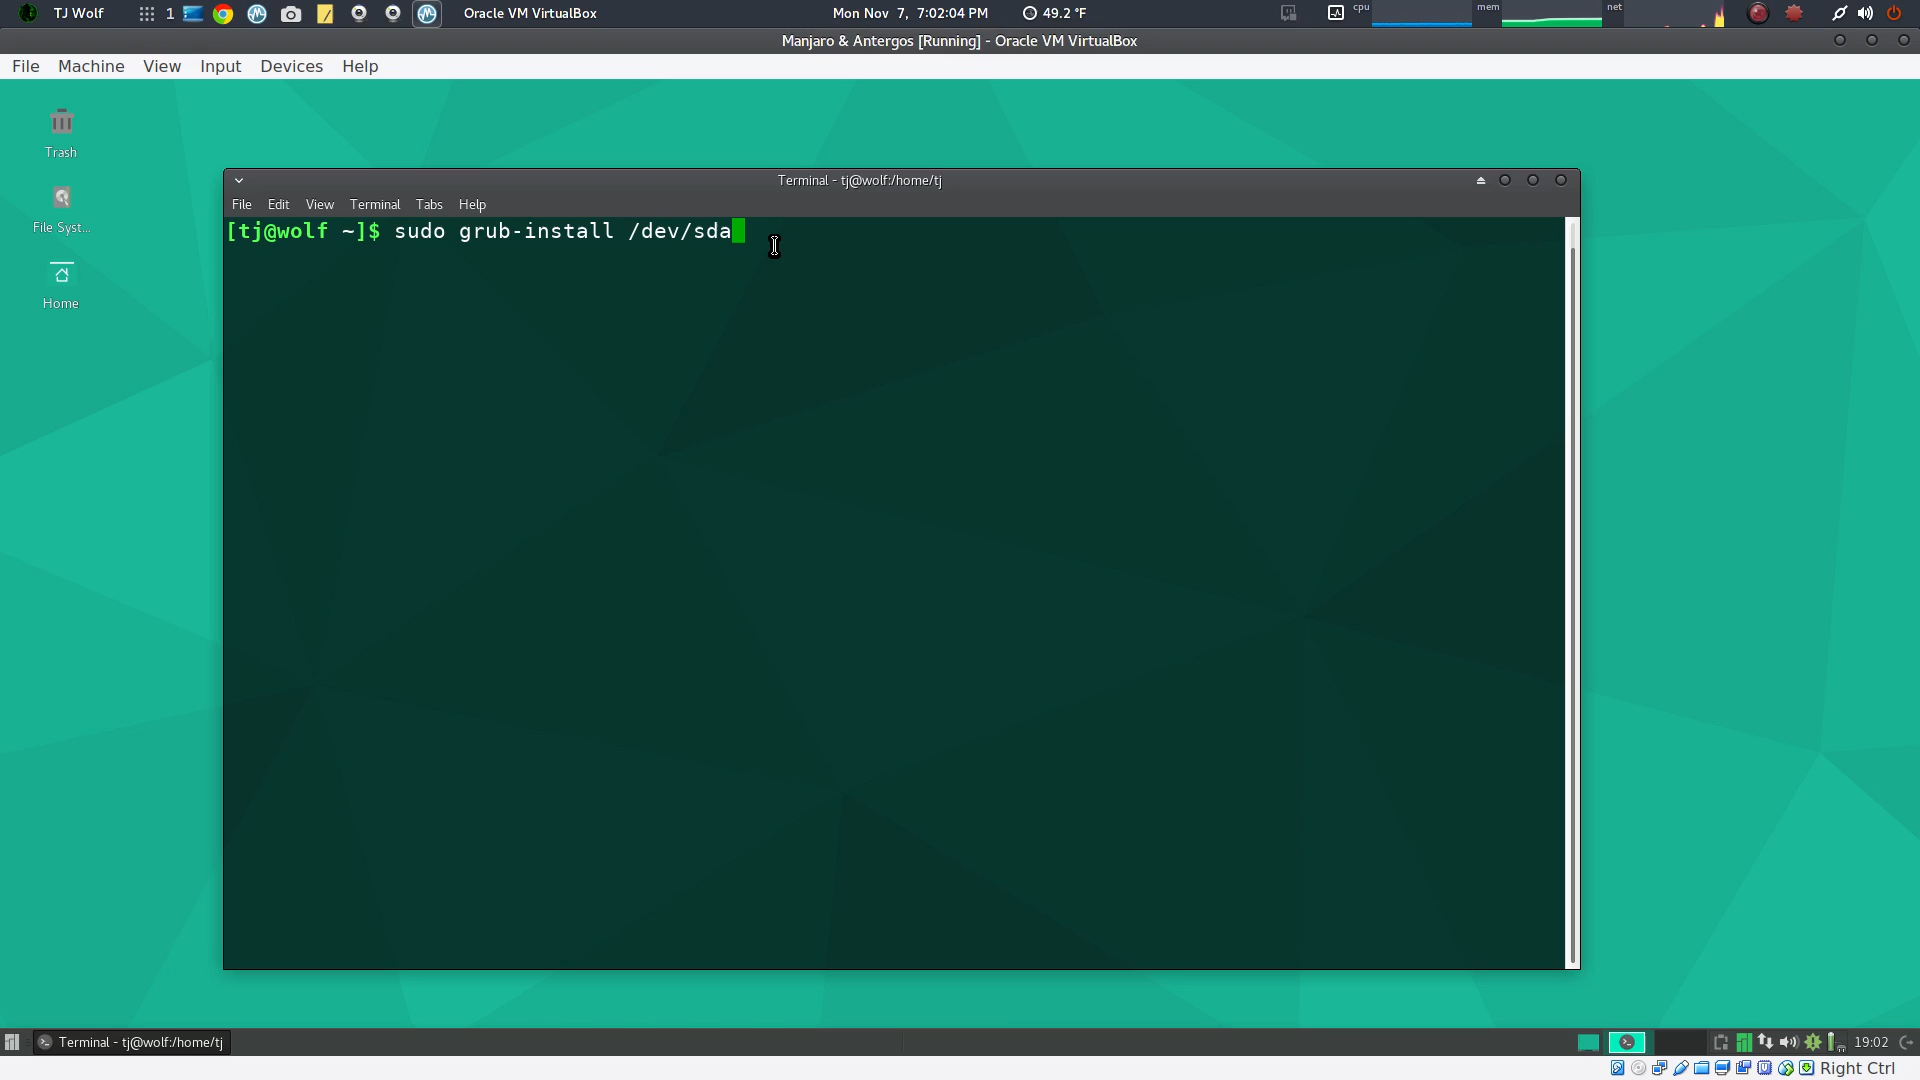 TJ Wolf 1 Oracle VM VirtualBox Mon Nov 7, 7:02:04 PM 49.2 °F cpu mem net
Manjaro & Antergos [Running] - Oracle VM VirtualBox
File Machine View Input Devices Help
Trash
File Syst...
Home
Terminal - tj@wolf:/home/tj
File Edit View Terminal Tabs Help
[tj@wolf ~]$ sudo grub-install /dev/sda
Terminal - tj@wolf:/home/tj 19:02
Right Ctrl